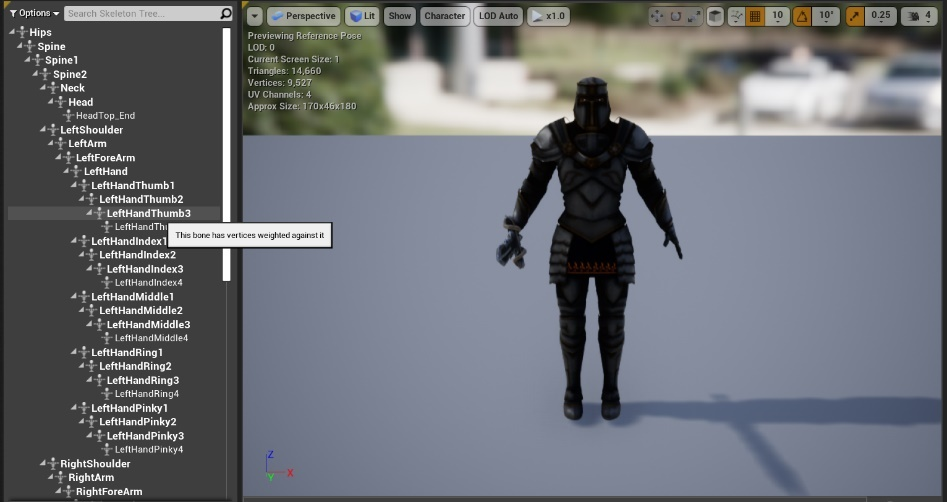 Options
Search Skeleton Tree...
Hips
Spine
Spine1
Spine2
Neck
Head
HeadTop_End
LeftShoulder
LeftArm
LeftForeArm
LeftHand
LeftHandThumb1
LeftHandThumb2
LeftHandThumb3
LeftHandThu
This bone has vertices weighted against it
LeftHandIndex1
LeftHandIndex2
LeftHandIndex3
LeftHandIndex4
LeftHandMiddle1
LeftHandMiddle2
LeftHandMiddle3
LeftHandMiddle4
LeftHandRing1
LeftHandRing2
LeftHandRing3
LeftHandRing4
LeftHandPinky1
LeftHandPinky2
LeftHandPinky3
LeftHandPinky4
RightShoulder
RightArm
RightForeArm
Perspective Lit Show Character LOD Auto x1.0 10 10° 0.25 4
Previewing Reference Pose
LOD: 0
Current Screen Size: 1
Triangles: 14,660
Vertices: 9,527
UV Channels: 4
Approx Size: 170x46x180
Z
X
Y